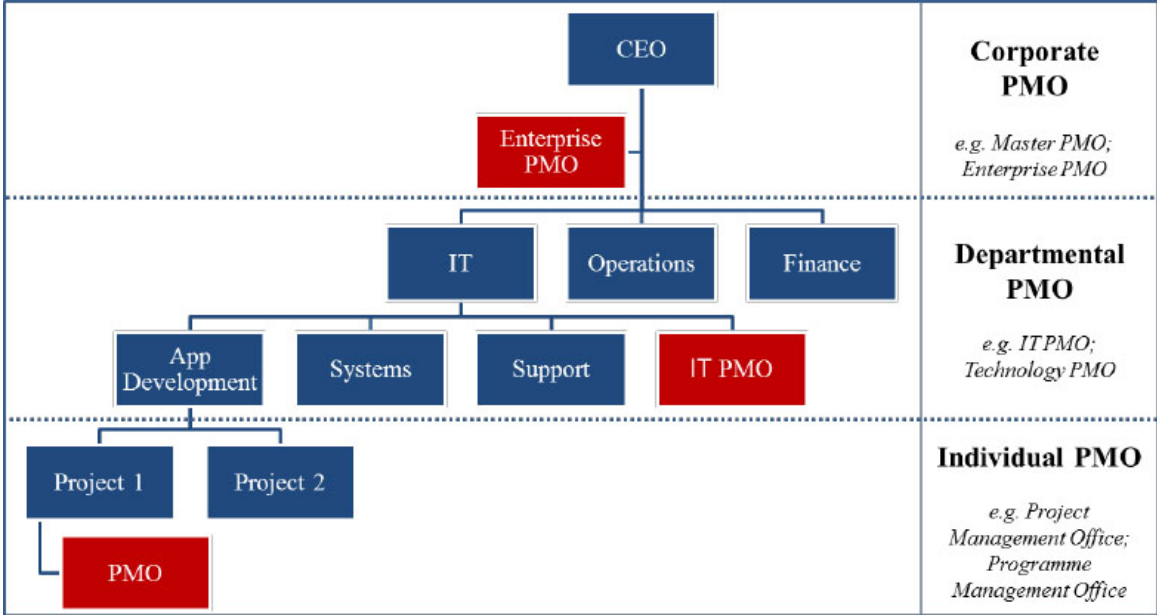 CEO
Enterprise
PMO
Corporate
PMO
e.g. Master PMO;
Enterprise PMO
IT
Operations
Finance
App
Development
Systems
Support
IT PMO
Departmental
PMO
e.g. IT PMO;
Technology PMO
Project 1
Project 2
PMO
Individual PMO
e.g. Project
Management Office;
Programme
Management Office